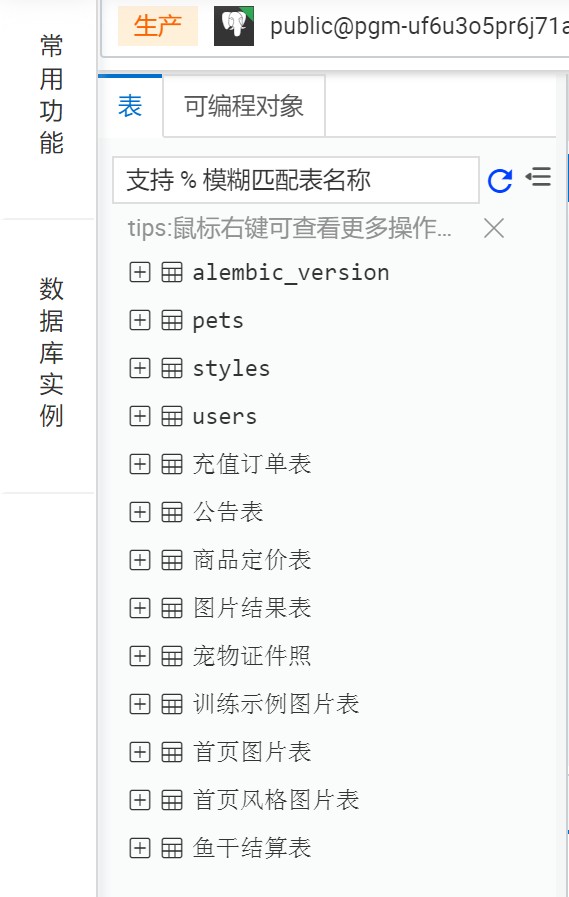 生产 public@pgm-uf6u3o5pr6j71a
常用功能
数据库实例
表 可编程对象
支持 % 模糊匹配表名称
tips:鼠标右键可查看更多操作...
alembic_version
pets
styles
users
充值订单表
公告表
商品定价表
图片结果表
宠物证件照
训练示例图片表
首页图片表
首页风格图片表
鱼干结算表